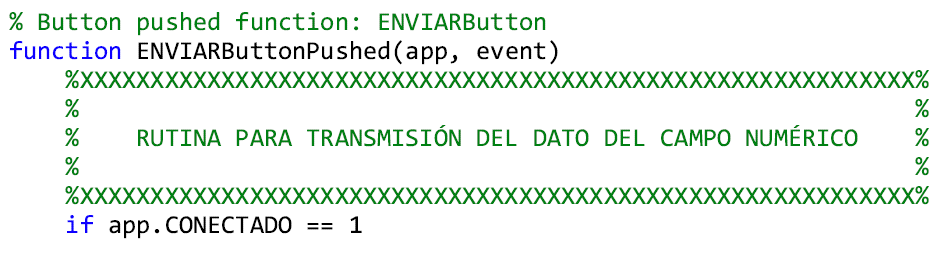 % Button pushed function: ENVIARButton
function ENVIARButtonPushed(app, event)
%XXXXXXXXXXXXXXXXXXXXXXXXXXXXXXXXXXXXXXXXXXXXXXXXXXXXXXXXXXX%
% %
% RUTINA PARA TRANSMISIÓN DEL DATO DEL CAMPO NUMÉRICO %
% %
%XXXXXXXXXXXXXXXXXXXXXXXXXXXXXXXXXXXXXXXXXXXXXXXXXXXXXXXXXXX%
if app.CONECTADO == 1